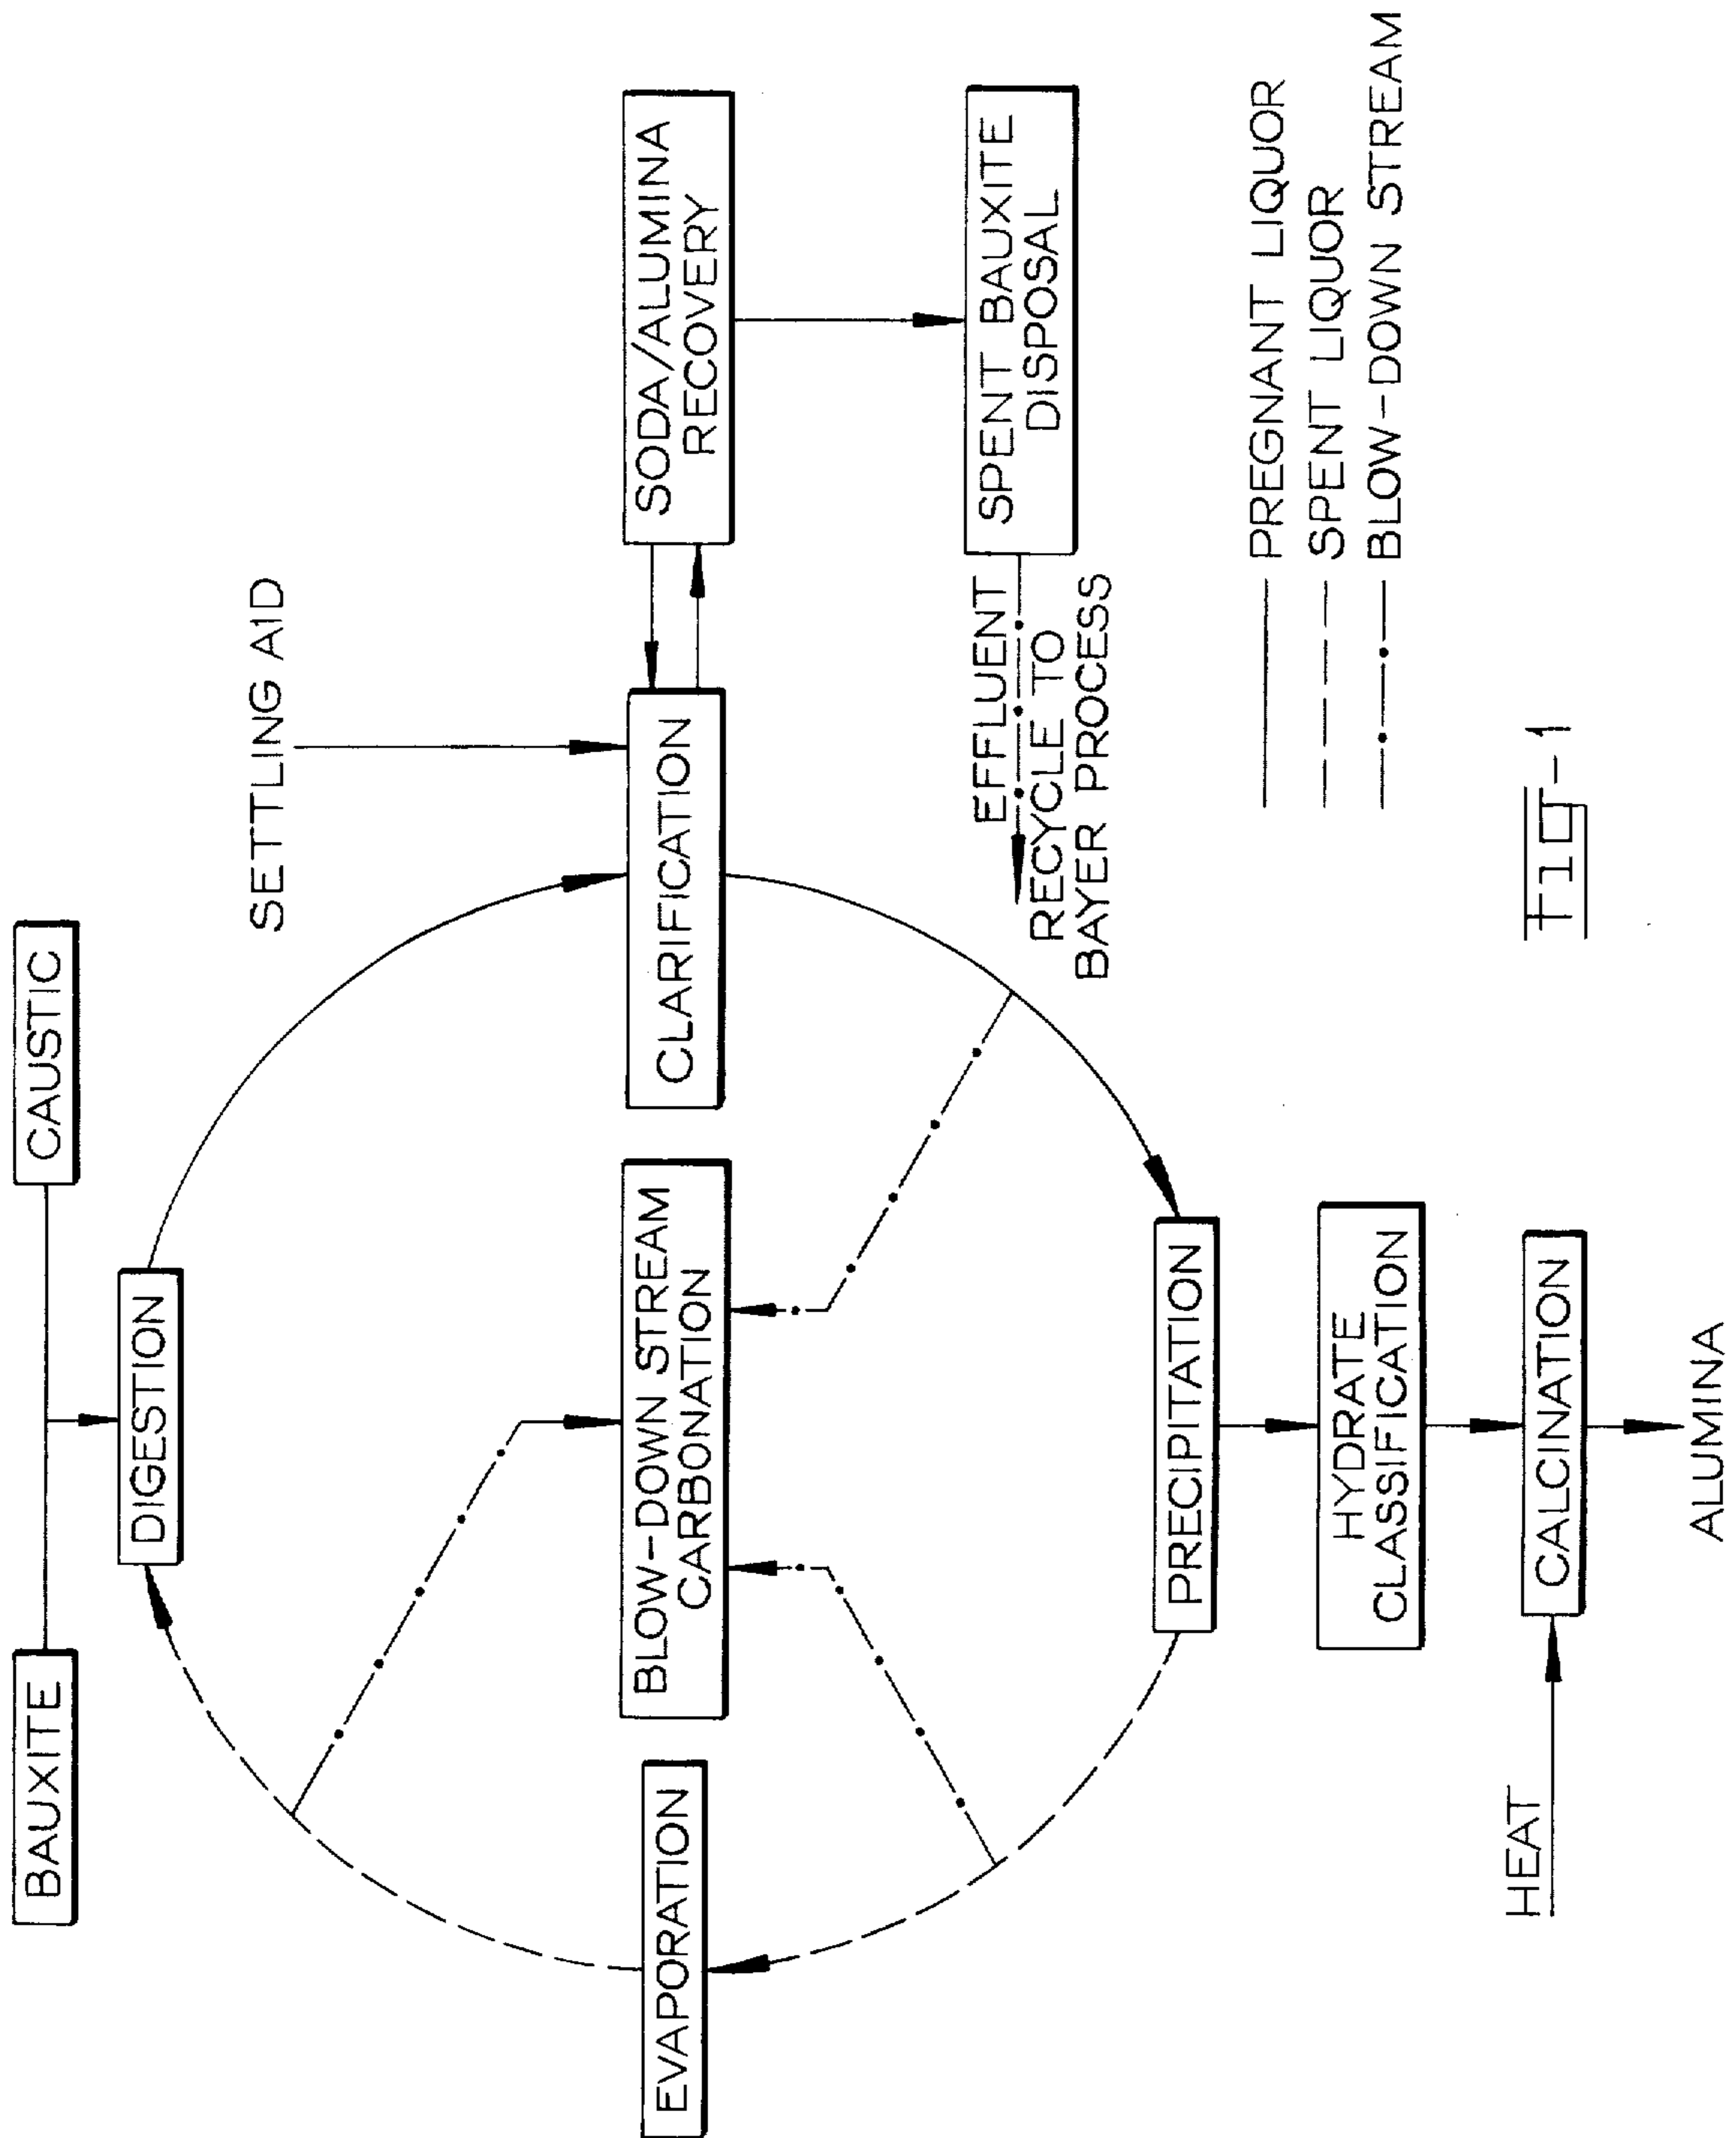 BAUXITE
CAUSTIC
DIGESTION
SETTLING AID
EVAPORATION
BLOW-DOWN STREAM
CARBONATION
CLARIFICATION
SODA/ALUMINA
RECOVERY
SPENT BAUXITE
DISPOSAL
EFFLUENT
RECYCLE TO
BAYER PROCESS
PRECIPITATION
HYDRATE
CLASSIFICATION
HEAT
CALCINATION
ALUMINA
PREGNANT LIQUOR
SPENT LIQUOR
BLOW-DOWN STREAM
FIG-1